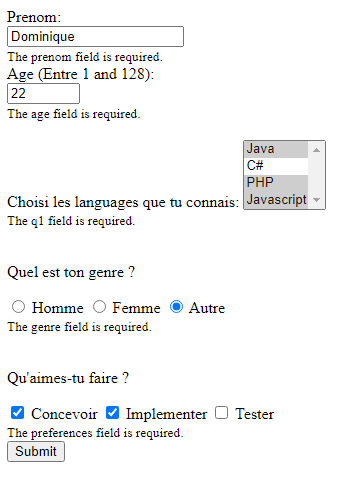 Prenom:
Dominique
The prenom field is required.
Age (Entre 1 and 128):
22
The age field is required.
Java
C#
PHP
Choisi les languages que tu connais: Javascript
The q1 field is required.
Quel est ton genre ?
Homme Femme Autre
The genre field is required.
Qu'aimes-tu faire ?
Concevoir Implementer Tester
The preferences field is required.
Submit